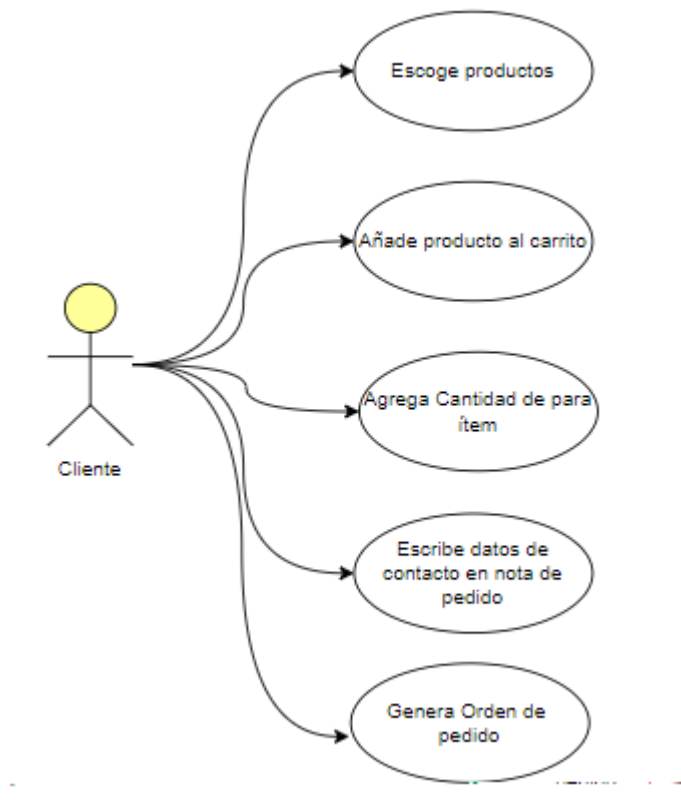 Escoge productos
Añade producto al carrito
Agrega Cantidad de para
ítem
Cliente
Escribe datos de
contacto en nota de
pedido
Genera Orden de
pedido